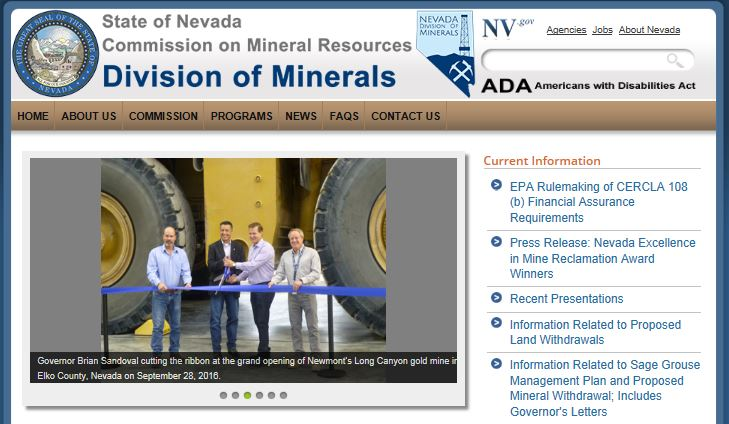 THE GREAT SEAL OF THE STATE OF NEVADA
State of Nevada
Commission on Mineral Resources
Division of Minerals
NEVADA
DIVISION OF
MINERALS
NV.gov
Agencies Jobs About Nevada
ADA Americans with Disabilities Act
HOME ABOUT US COMMISSION PROGRAMS NEWS FAQS CONTACT US
Governor Brian Sandoval cutting the ribbon at the grand opening of Newmont's Long Canyon gold mine in
Elko County, Nevada on September 28, 2016.
Current Information
EPA Rulemaking of CERCLA 108
(b) Financial Assurance
Requirements
Press Release: Nevada Excellence
in Mine Reclamation Award
Winners
Recent Presentations
Information Related to Proposed
Land Withdrawals
Information Related to Sage Grouse
Management Plan and Proposed
Mineral Withdrawal; Includes
Governor's Letters